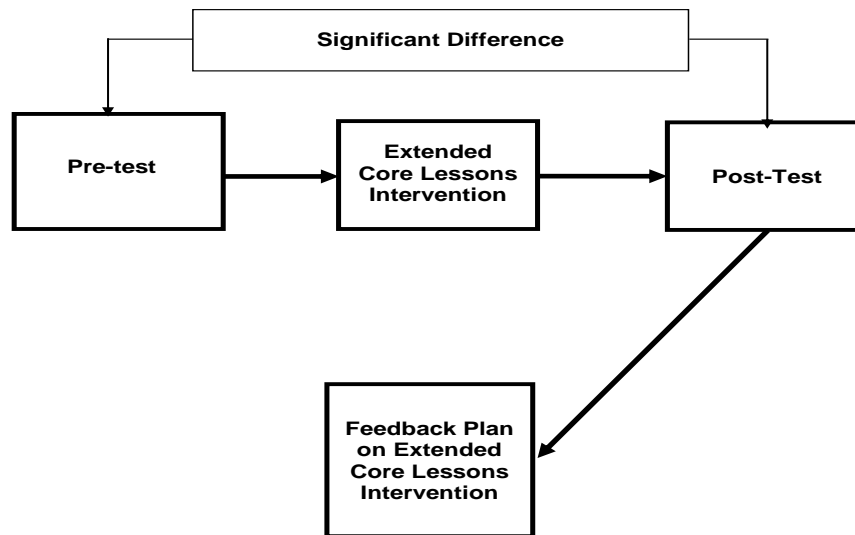 Significant Difference
Pre-test
Extended
Core Lessons
Intervention
Post-Test
Feedback Plan
on Extended
Core Lessons
Intervention